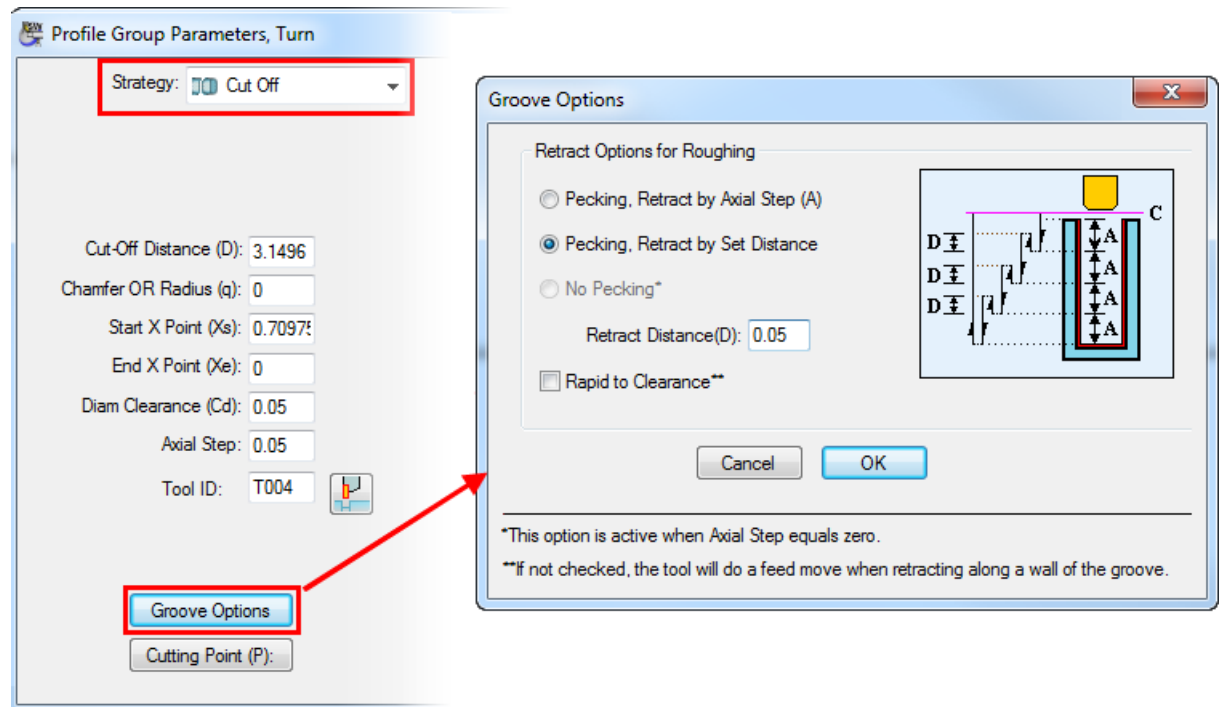 Profile Group Parameters, Turn
Strategy: Cut Off
Cut-Off Distance (D): 3.1496
Chamfer OR Radius (q): 0
Start X Point (Xs): 0.7097
End X Point (Xe): 0
Diam Clearance (Cd): 0.05
Axial Step: 0.05
Tool ID: T004
Groove Options
Cutting Point (P):
Groove Options
X
Retract Options for Roughing
Pecking, Retract by Axial Step (A)
Pecking, Retract by Set Distance
No Pecking*
Retract Distance(D): 0.05
Rapid to Clearance**
C
D A
D A
D A
A
Cancel OK
*This option is active when Axial Step equals zero.
**If not checked, the tool will do a feed move when retracting along a wall of the groove.